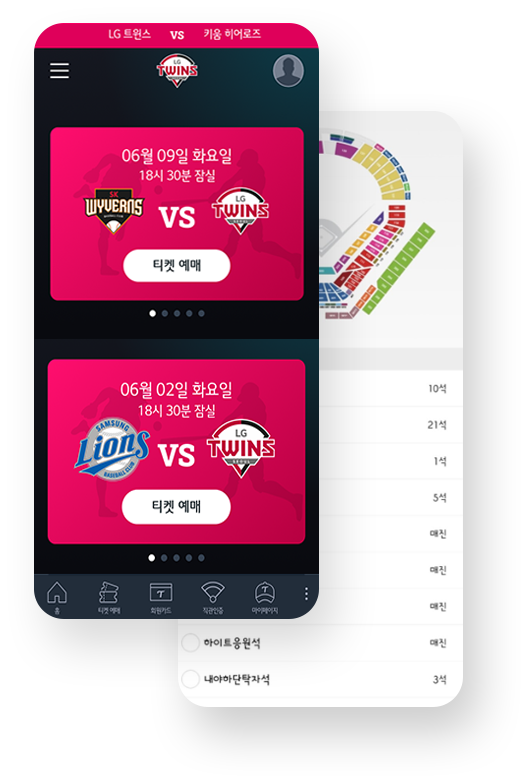 LG 트윈스 VS 키움 히어로즈
LG
TWINS
06월 09일 화요일
18시 30분 잠실
SK
WYVERNS
VS
LG
TWINS
SEOUL
티켓 예매
06월 02일 화요일
18시 30분 잠실
SAMSUNG
Lions
BASEBALL CLUB
VS
LG
TWINS
SEOUL
티켓 예매
홈
티켓 예매
회원카드
직관인증
마이페이지
10석
21석
1석
5석
매진
매진
매진
하이트응원석 매진
내야하단탁자석 3석